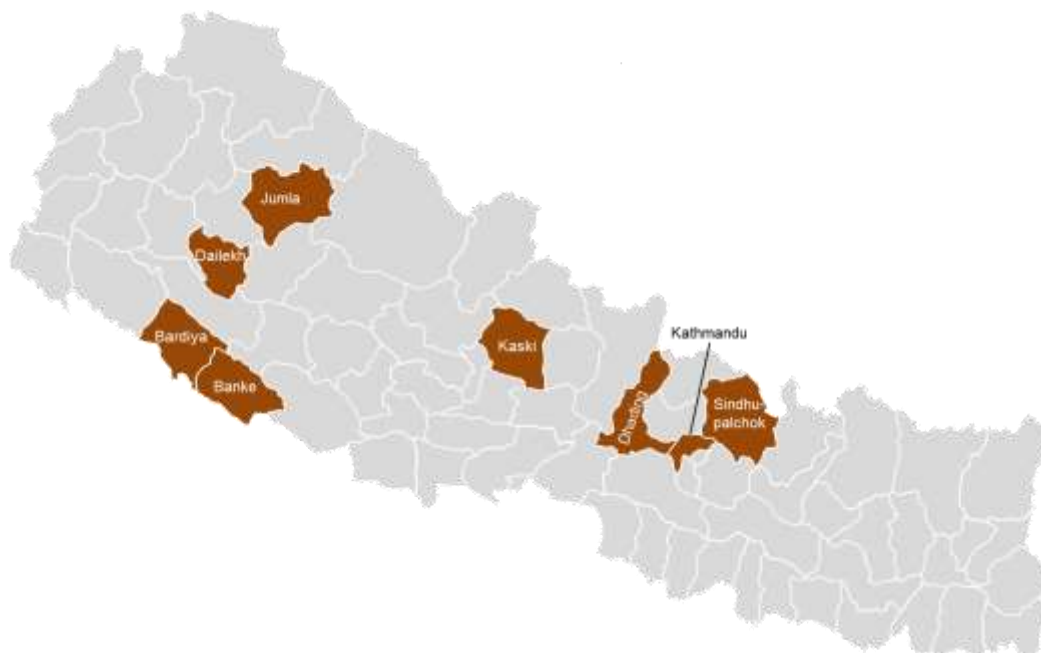 Jumla
Dailekh
Bardiya
Banke
Kaski
Kathmandu
Dhading
Sindhu-
palchok